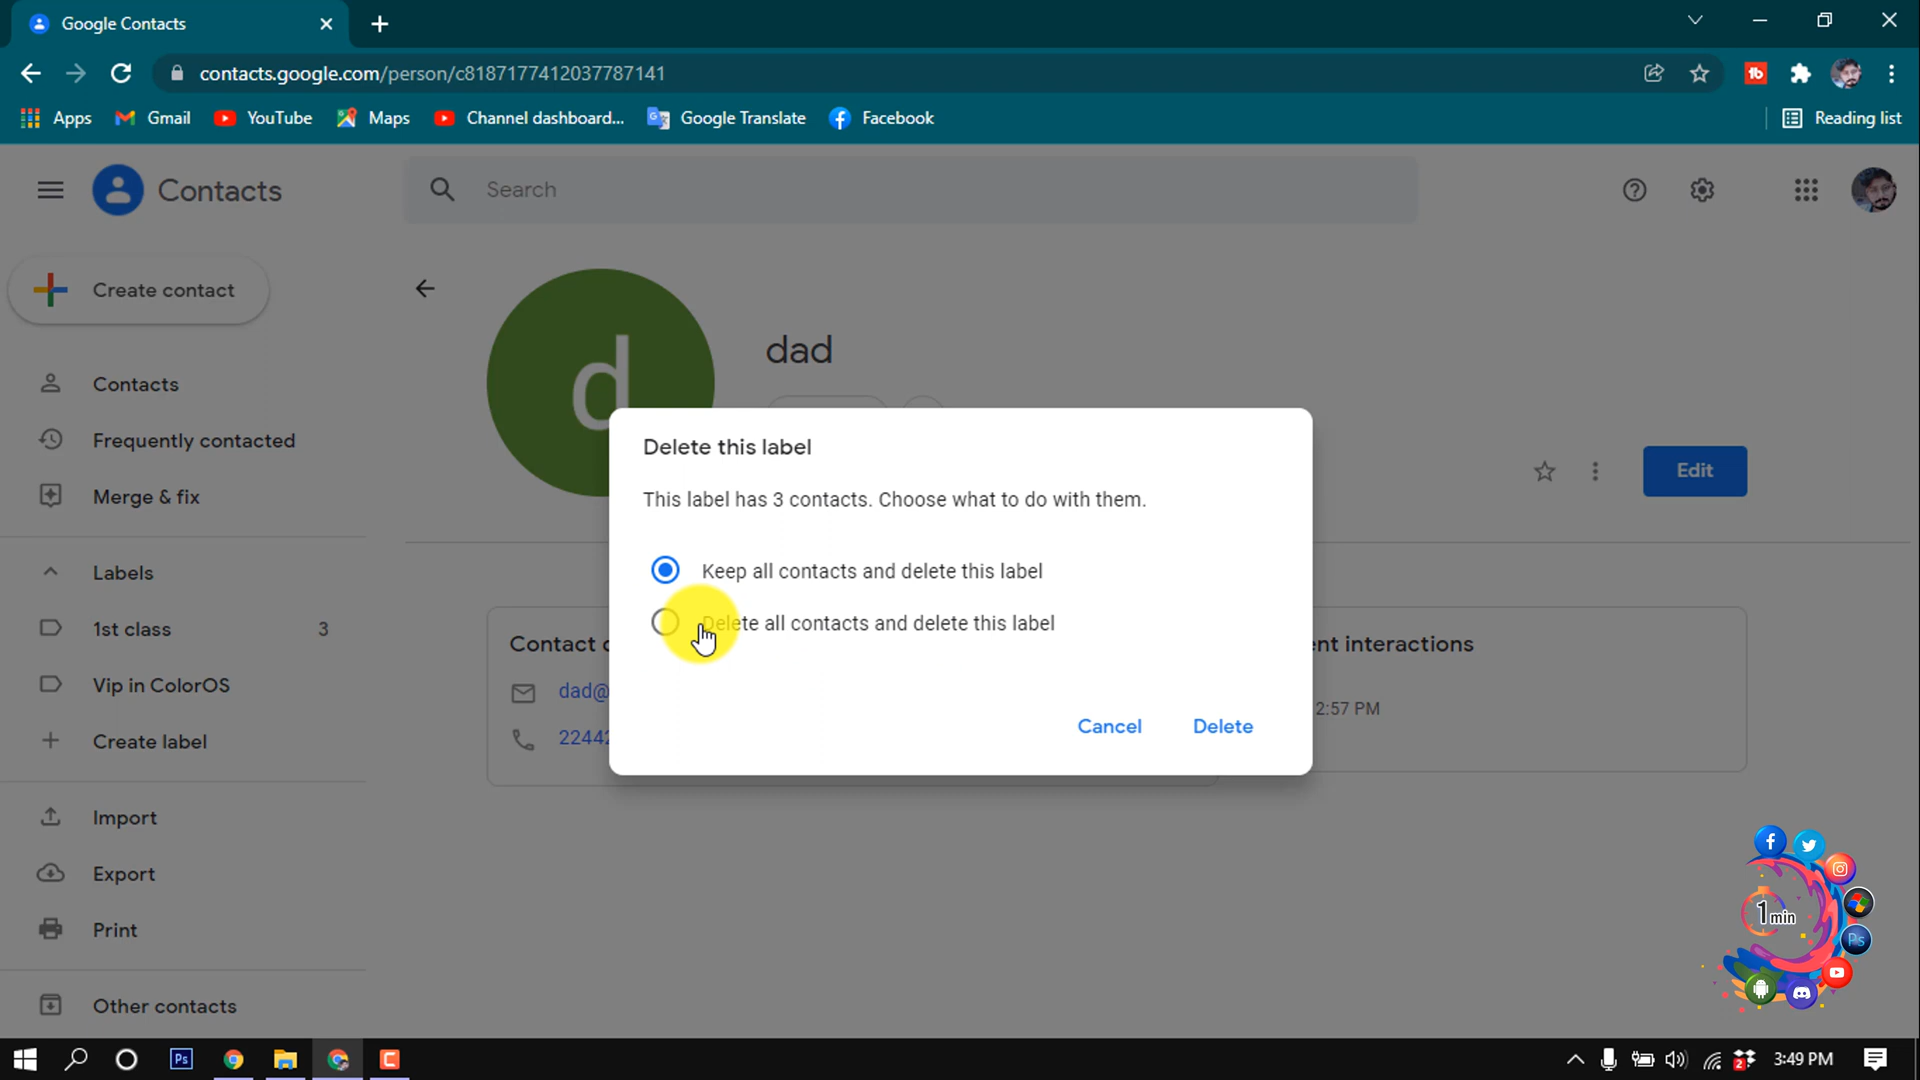 Google Contacts
contacts.google.com/person/c8187177412037787141
Apps Gmail YouTube Maps Channel dashboard... Google Translate Facebook Reading list
Contacts
Search
Create contact
dad
d
Contacts
Frequently contacted
Merge & fix
Edit
Delete this label
This label has 3 contacts. Choose what to do with them.
Keep all contacts and delete this label
Delete all contacts and delete this label
Cancel Delete
Labels
1st class 3
Vip in ColorOS
Create label
Contact
dad@
2244
nt interactions
2:57 PM
Import
Export
Print
Other contacts
1 min
Ps
Ps
2
3:49 PM